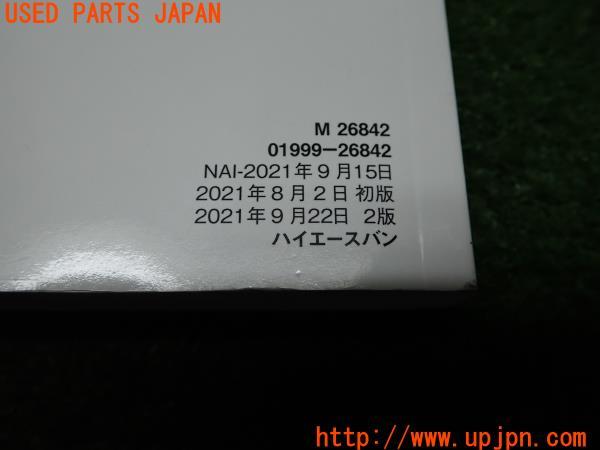 USED PARTS JAPAN
M 26842
01999-26842
NAI-2021年9月15日
2021年8月2日 初版
2021年9月22日 2版
ハイエースバン
http://www.upjpn.com/